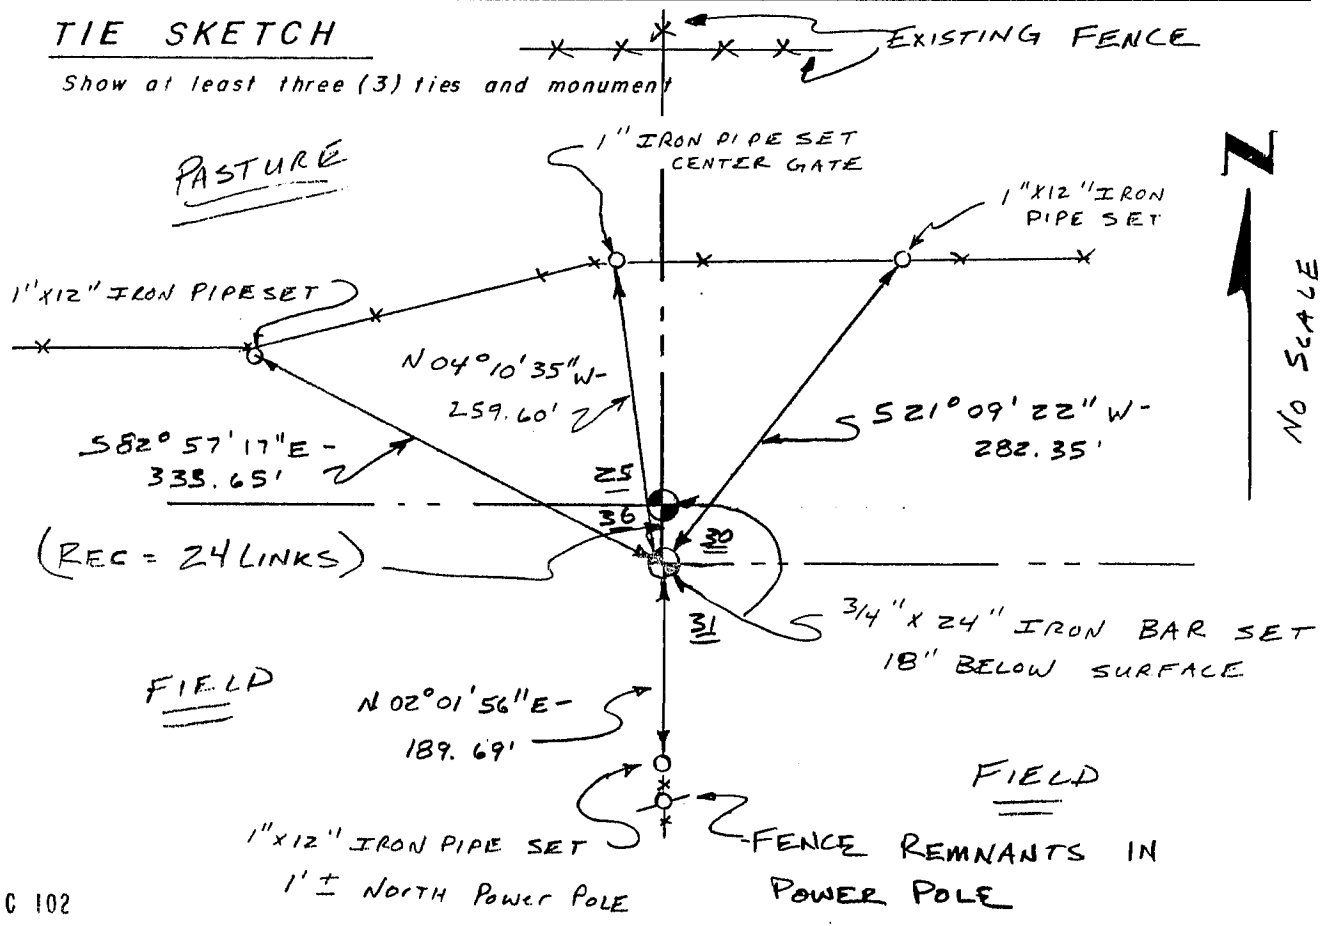 TIE SKETCH
EXISTING FENCE
Show at least three (3) ties and monument
PASTURE
1" IRON PIPE SET
CENTER GATE
N
1"X12" IRON
PIPE SET
1"X12" IRON PIPE SET
NO SCALE
N 04°10'35"W-
259.60'
S 21°09'22" W-
282.35'
S82°57'17"E-
333.65'
25
36
30
(REC = 24 LINKS)
31
3/4" X 24" IRON BAR SET
18" BELOW SURFACE
FIELD
N 02°01'56"E-
189.69'
FIELD
1"X12" IRON PIPE SET
1' ± NORTH POWER POLE
FENCE REMNANTS IN
POWER POLE
C 102